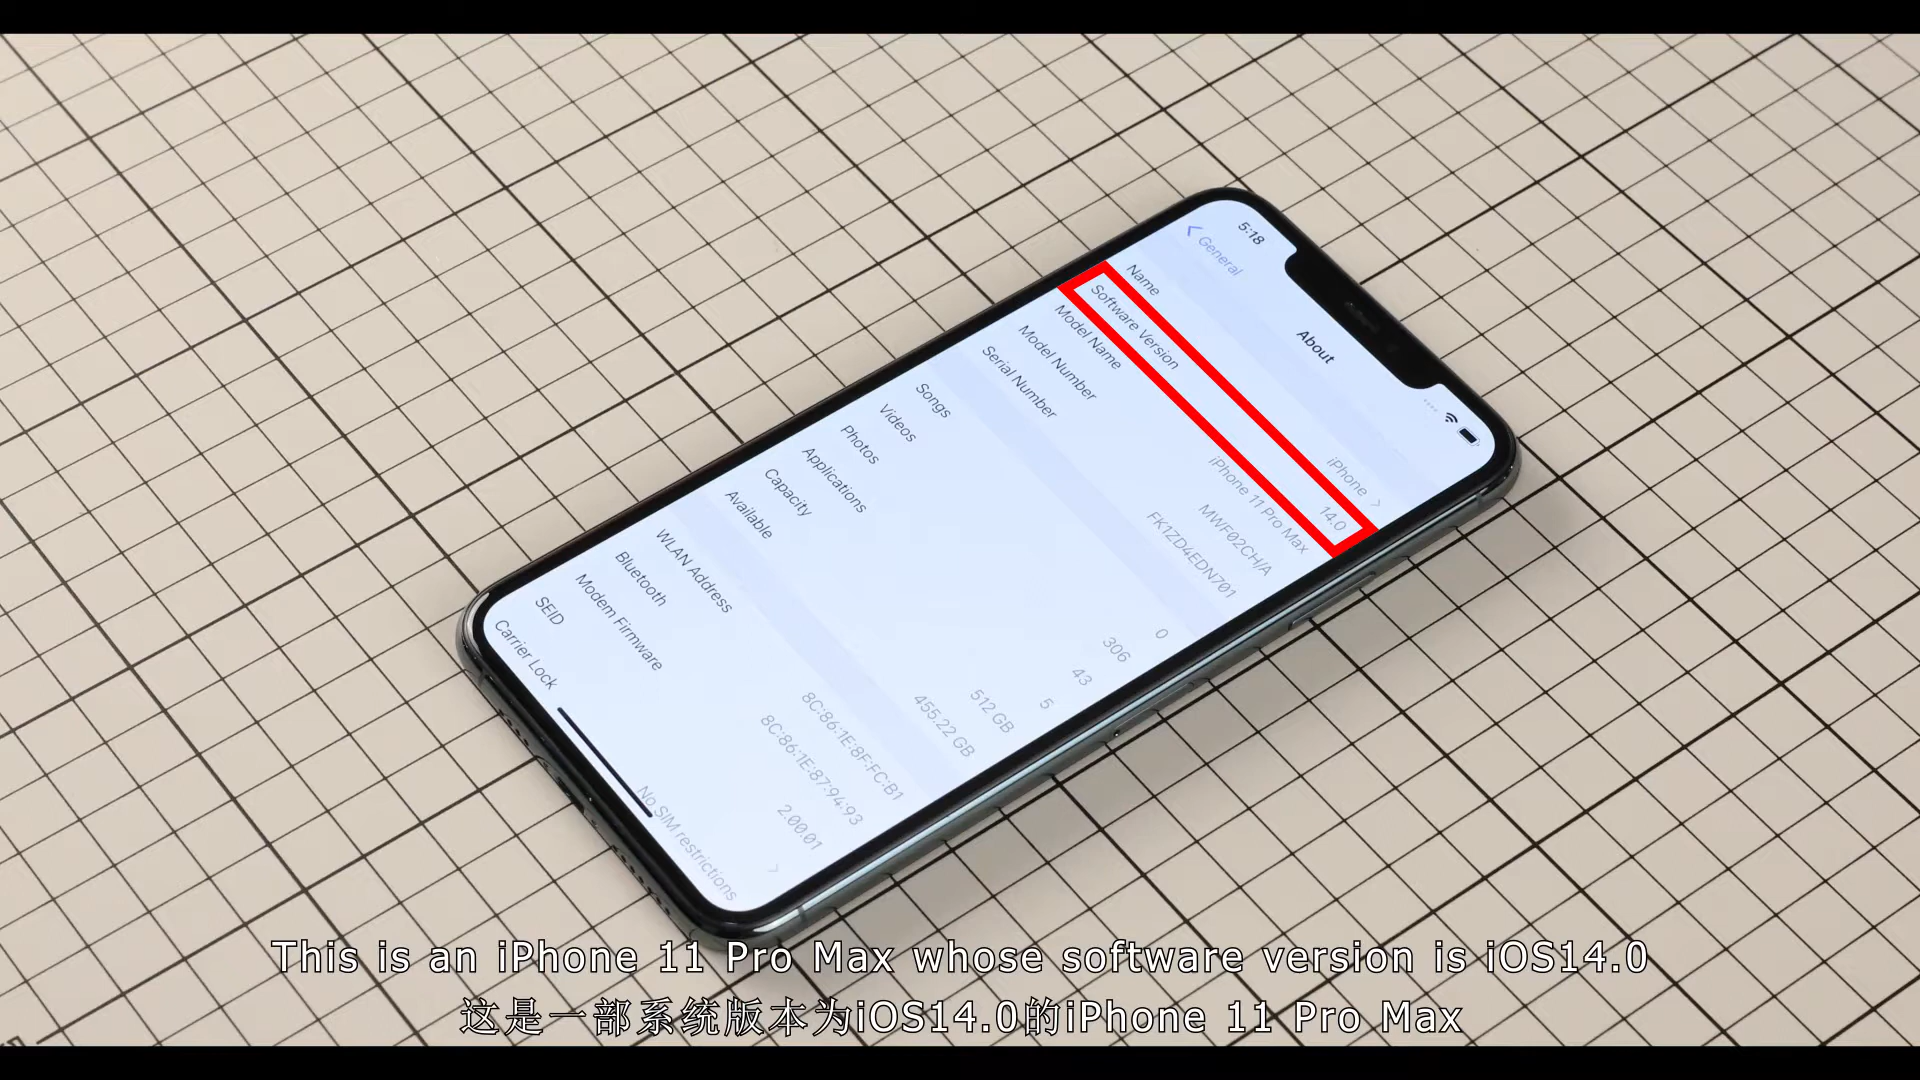 5:18
General
About
Name
iPhone
Software Version
14.0
Model Name
iPhone 11 Pro Max
Model Number
MWF02CH/A
Serial Number
FK1ZD4EDN701
Songs
0
Videos
306
Photos
43
Applications
5
Capacity
512 GB
Available
455.22 GB
WLAN Address
8C:86:1E:8F:FC:B1
Bluetooth
8C:86:1E:87:94:93
Modem Firmware
2.00.01
SEID
Carrier Lock
No SIM restrictions
This is an iPhone 11 Pro Max whose software version is iOS14.0
这是一部系统版本为iOS14.0的iPhone 11 Pro Max